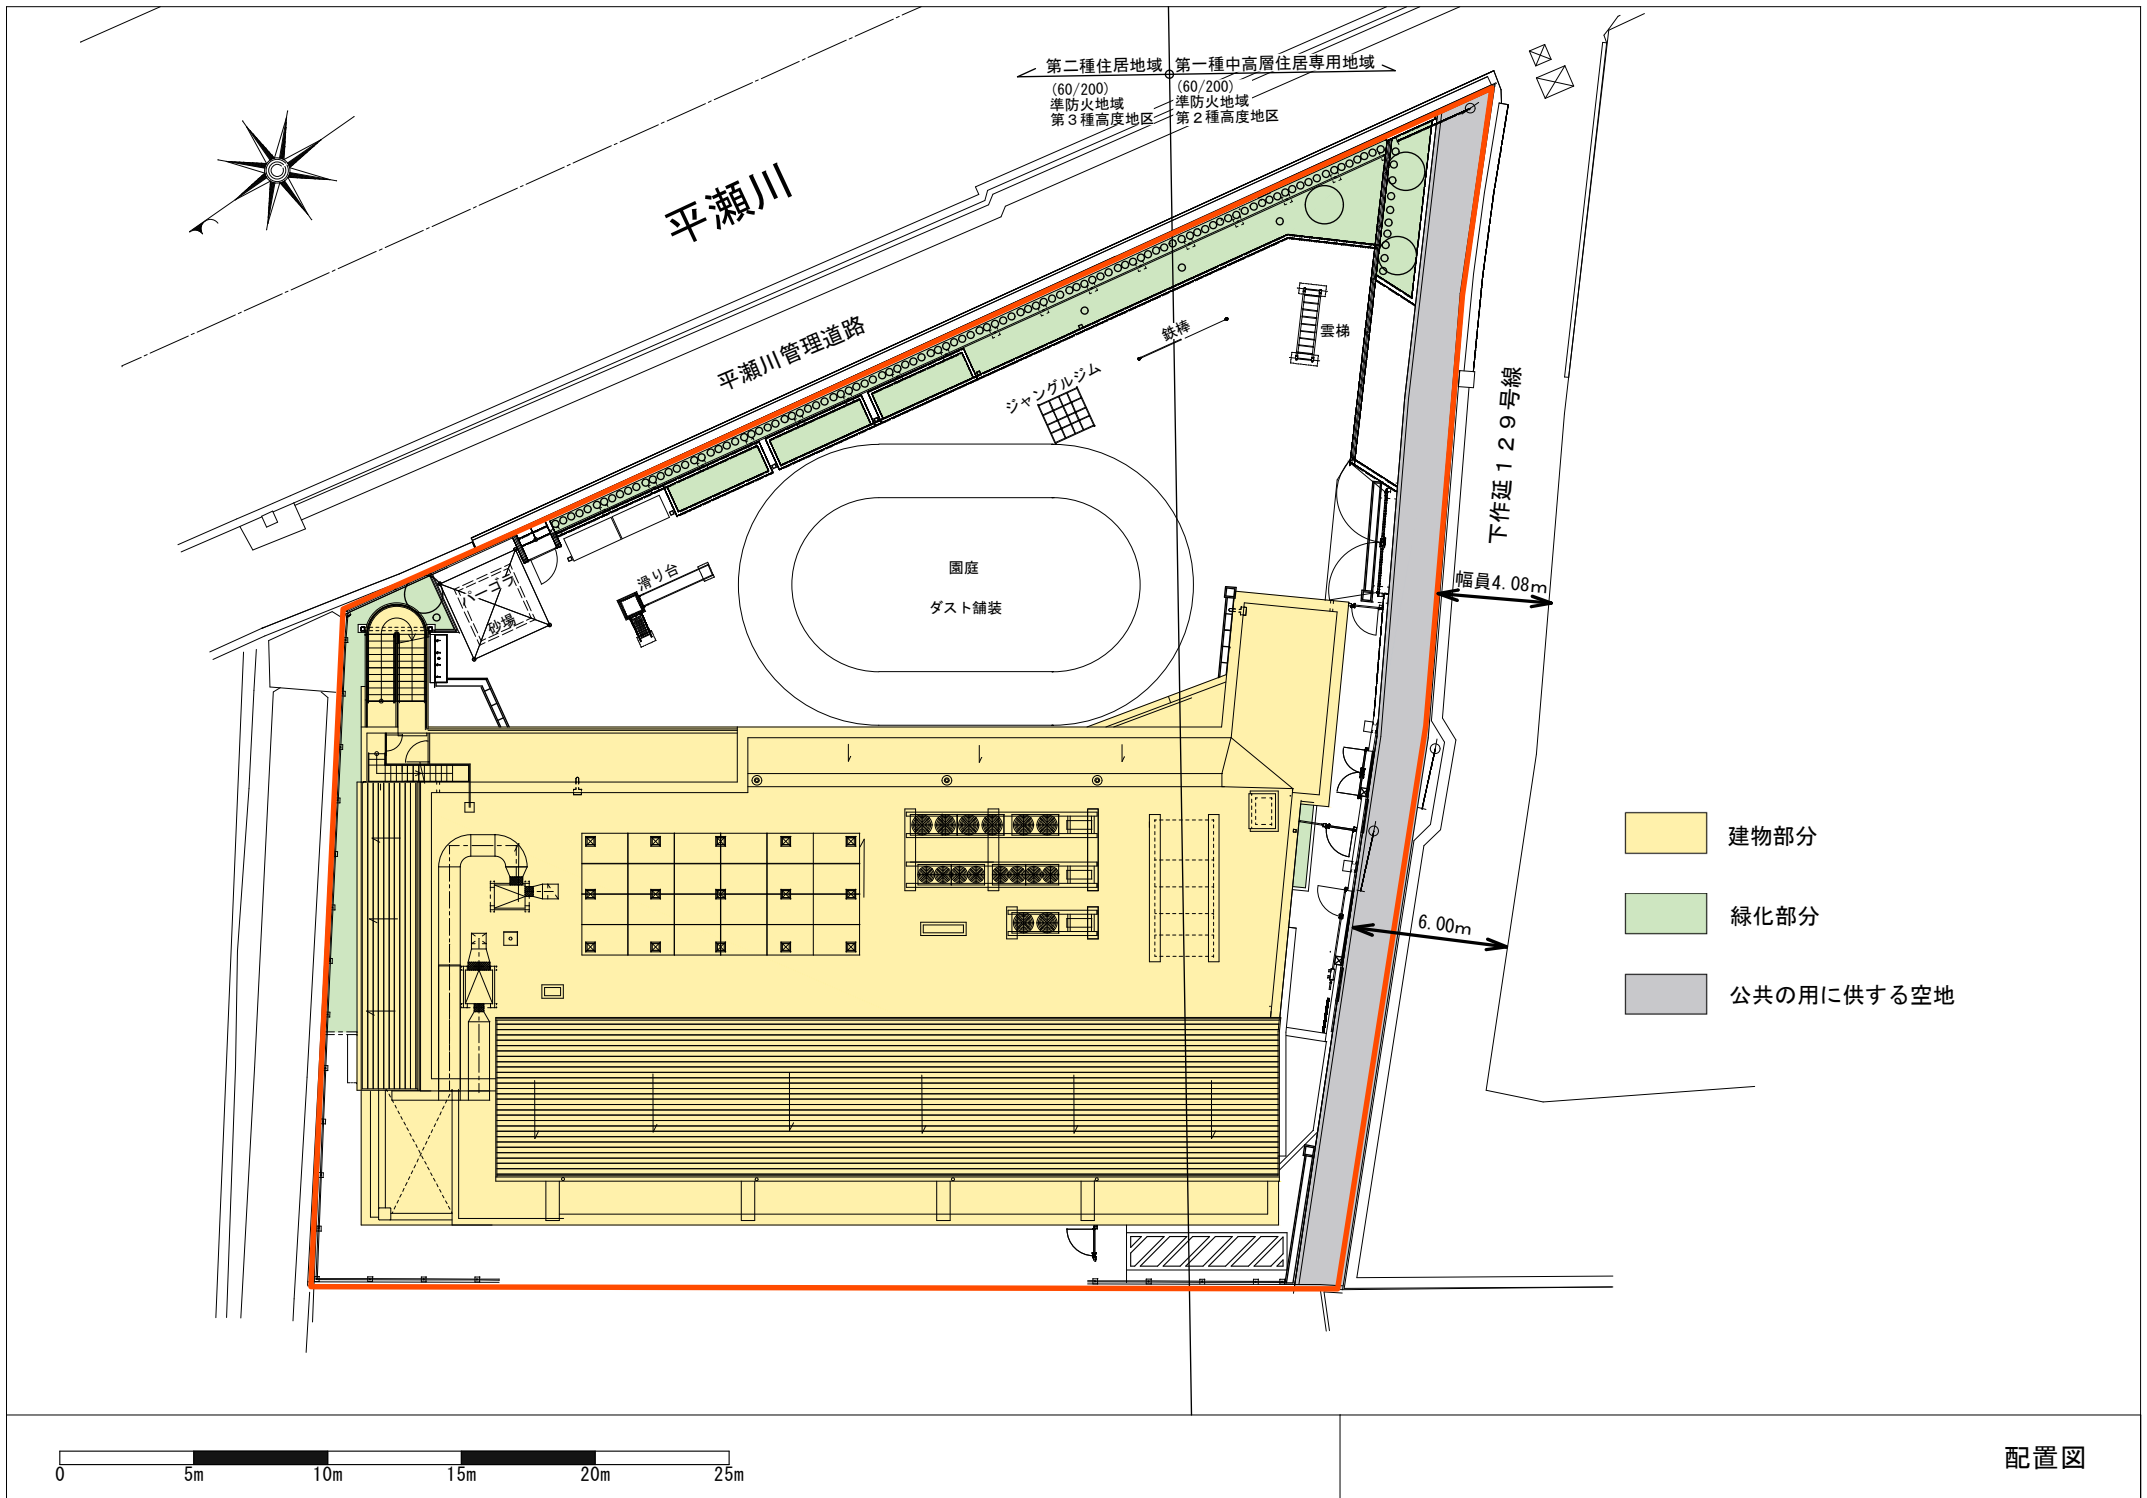 第二種住居地域
(60/200)
準防火地域
第３種高度地区
第一種中高層住居専用地域
(60/200)
準防火地域
第２種高度地区
平瀬川
平瀬川管理道路
鉄棒
雲梯
ジャングルジム
下作延１２９号線
幅員4.08m
園庭
ダスト舗装
滑り台
パーゴラ
砂場
6.00m
建物部分
緑化部分
公共の用に供する空地
0 5m 10m 15m 20m 25m
配置図